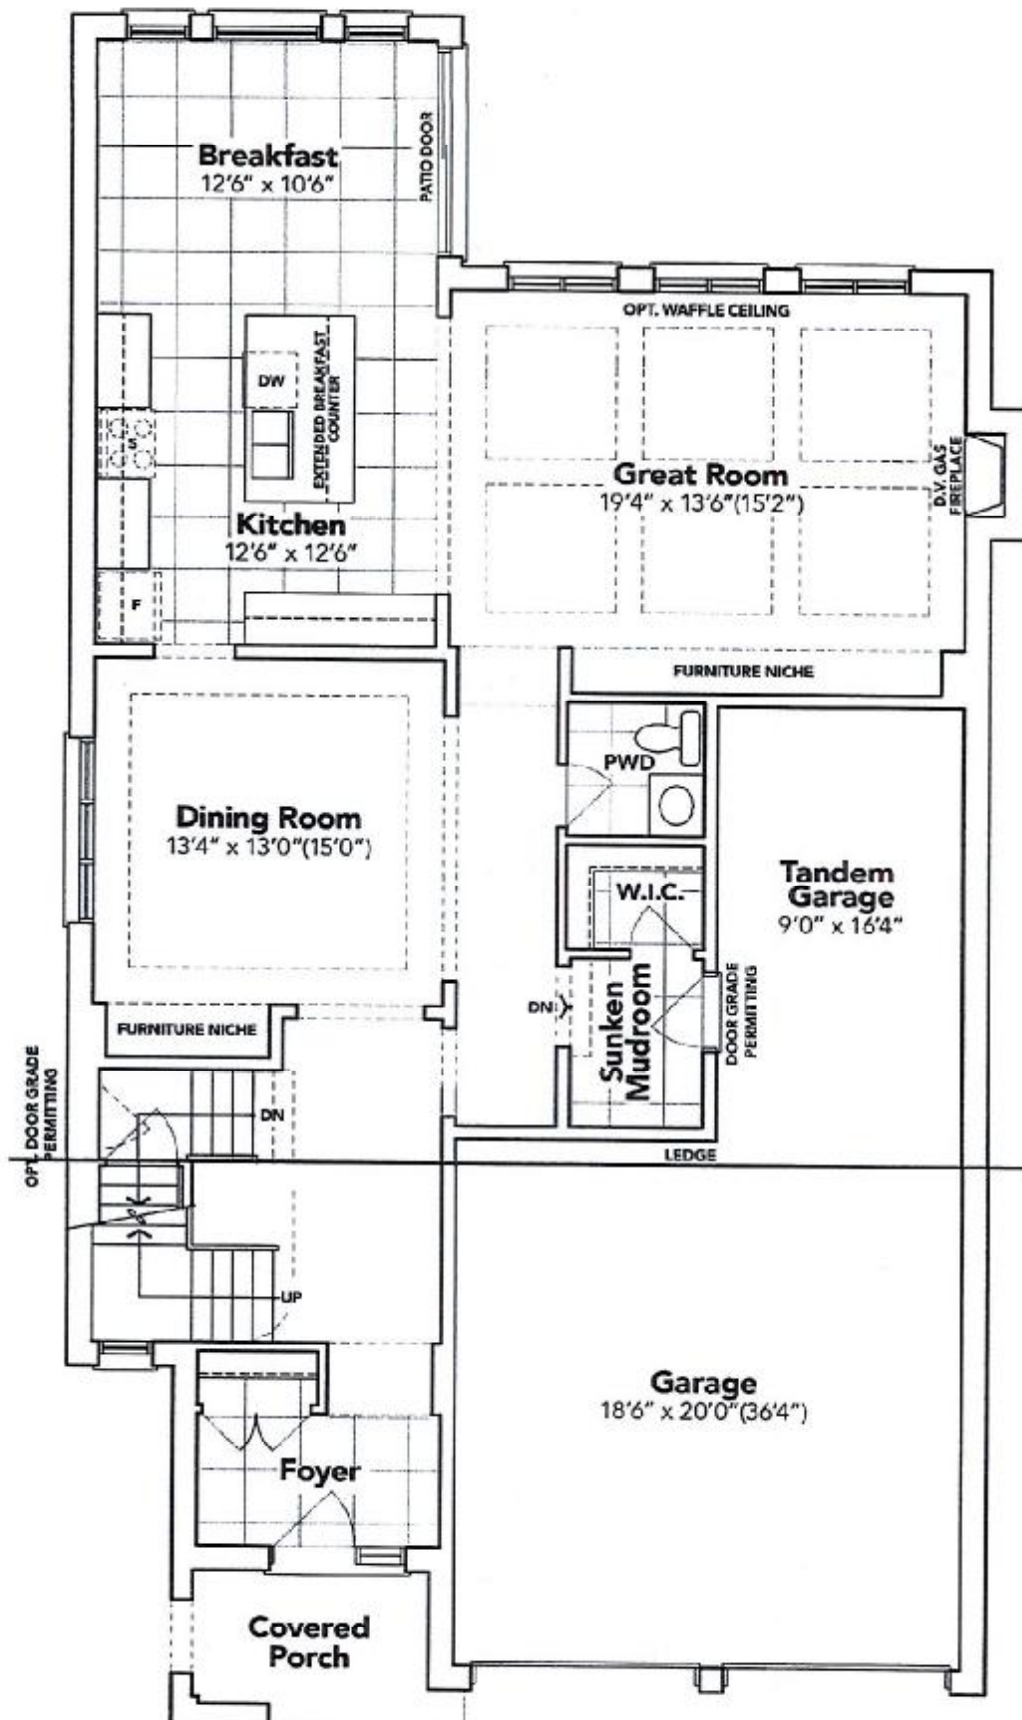 Breakfast
12'6" x 10'6"
PATIO DOOR
OPT. WAFFLE CEILING
DW
EXTENDED BREAKFAST
COUNTER
S
Great Room
19'4" x 13'6"(15'2")
D.V. GAS
FIREPLACE
Kitchen
12'6" x 12'6"
F
FURNITURE NICHE
PWD
Dining Room
13'4" x 13'0"(15'0")
Tandem
Garage
9'0" x 16'4"
W.I.C.
DN
Sunken
Mudroom
DOOR GRADE
PERMITTING
FURNITURE NICHE
OPT. DOOR GRADE
PERMITTING
DN
LEDGE
UP
Garage
18'6" x 20'0"(36'4")
Foyer
Covered
Porch